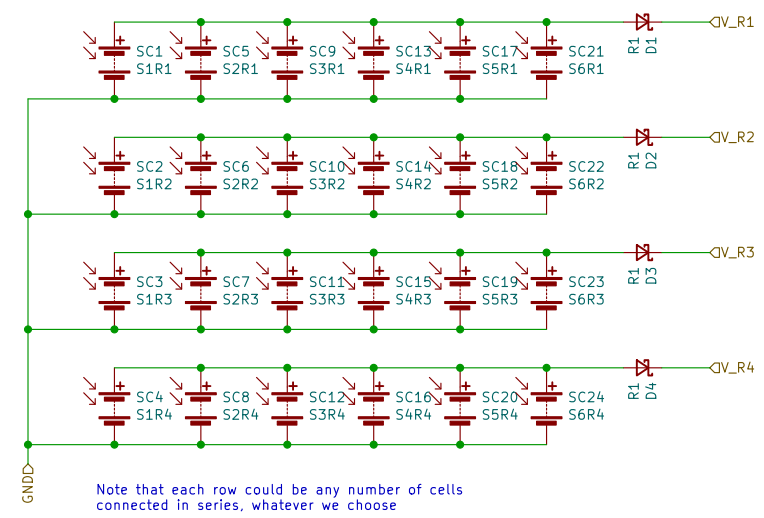 V_R1
SC1 SC5 SC9 SC13 SC17 SC21
S1R1 S2R1 S3R1 S4R1 S5R1 S6R1
R1 D1
V_R2
SC2 SC6 SC10 SC14 SC18 SC22
S1R2 S2R2 S3R2 S4R2 S5R2 S6R2
R1 D2
V_R3
SC3 SC7 SC11 SC15 SC19 SC23
S1R3 S2R3 S3R3 S4R3 S5R3 S6R3
R1 D3
V_R4
SC4 SC8 SC12 SC16 SC20 SC24
S1R4 S2R4 S3R4 S4R4 S5R4 S6R4
R1 D4
GND
Note that each row could be any number of cells
connected in series, whatever we choose